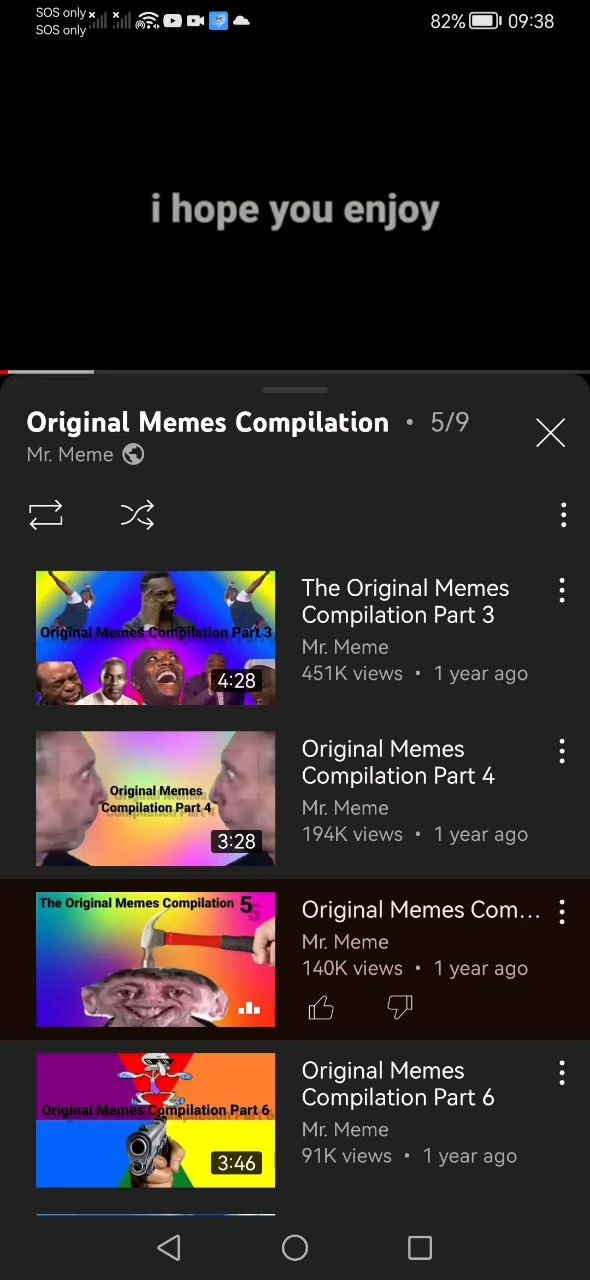 SOS only
SOS only
82%
09:38
i hope you enjoy
Original Memes Compilation • 5/9
Mr. Meme
Original Memes Compilation Part 3
4:28
The Original Memes
Compilation Part 3
Mr. Meme
451K views • 1 year ago
Original Memes
Compilation Part 4
3:28
Original Memes
Compilation Part 4
Mr. Meme
194K views • 1 year ago
The Original Memes Compilation 5
Original Memes Com...
Mr. Meme
140K views • 1 year ago
Original Memes Compilation Part 6
3:46
Original Memes
Compilation Part 6
Mr. Meme
91K views • 1 year ago